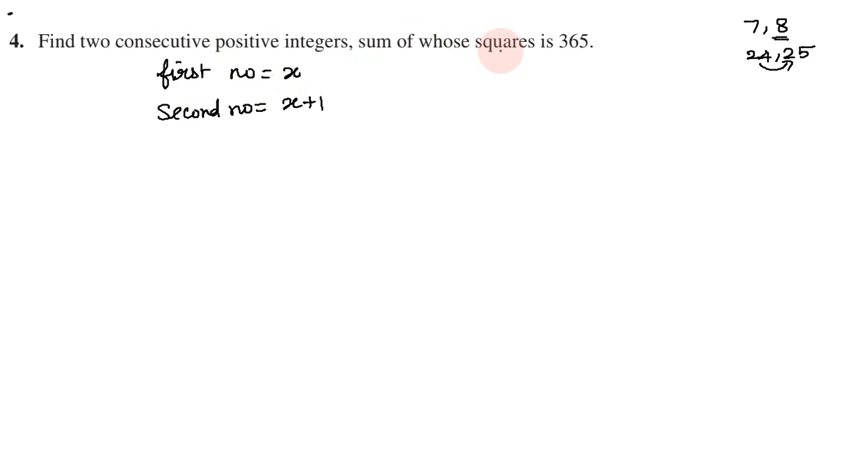 4. Find two consecutive positive integers, sum of whose squares is 365.
7, 8
24, 25
first no = x
Second no = x+1